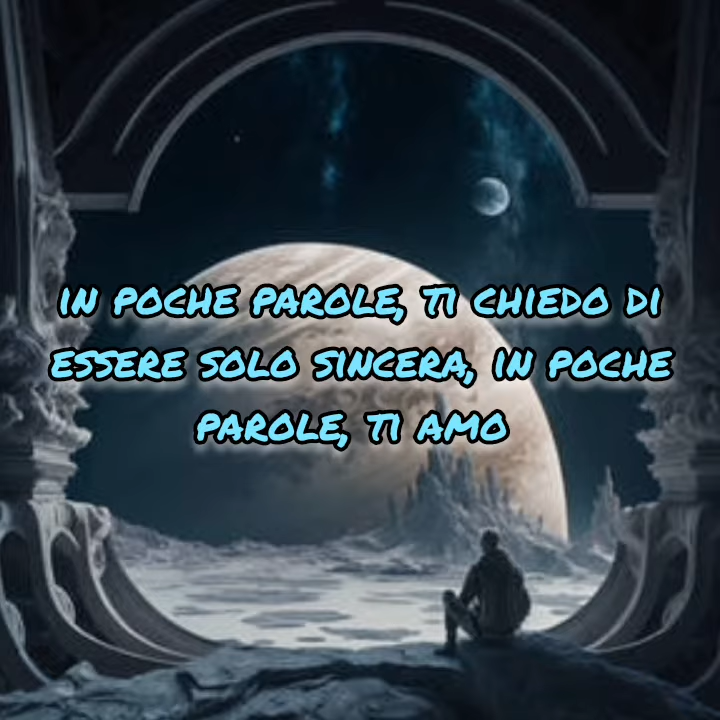 IN POCHE PAROLE, TI CHIEDO DI
ESSERE SOLO SINCERA, IN POCHE
PAROLE, TI AMO